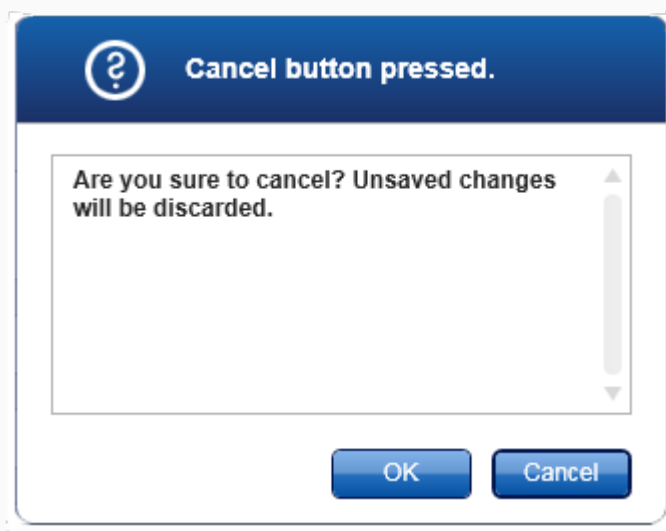 Cancel button pressed.
Are you sure to cancel? Unsaved changes
will be discarded.
OK
Cancel